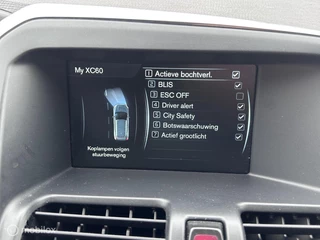 My XC60
1 Actieve bochtverl.
2 BLIS
3 ESC OFF
4 Driver alert
5 City Safety
6 Botswaarschuwing
7 Actief grootlicht
Koplampen volgen
stuurbeweging
mobilox